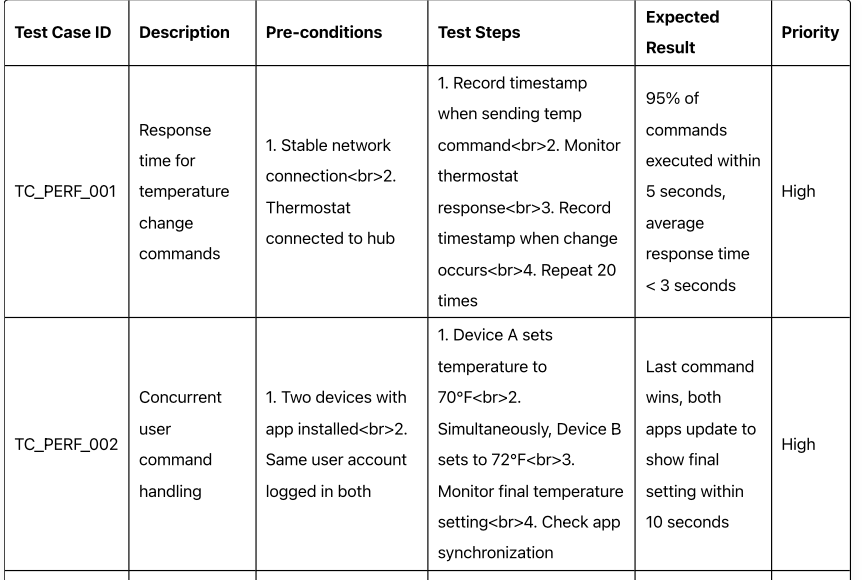 Test Case ID
Description
Pre-conditions
Test Steps
Expected
Result
Priority
TC_PERF_001
Response
time for
temperature
change
commands
1. Stable network
connection<br>2.
Thermostat
connected to hub
1. Record timestamp
when sending temp
command<br>2. Monitor
thermostat
response<br>3. Record
timestamp when change
occurs<br>4. Repeat 20
times
95% of
commands
executed within
5 seconds,
average
response time
< 3 seconds
High
TC_PERF_002
Concurrent
user
command
handling
1. Two devices with
app installed<br>2.
Same user account
logged in both
1. Device A sets
temperature to
70°F<br>2.
Simultaneously, Device B
sets to 72°F<br>3.
Monitor final temperature
setting<br>4. Check app
synchronization
Last command
wins, both
apps update to
show final
setting within
10 seconds
High